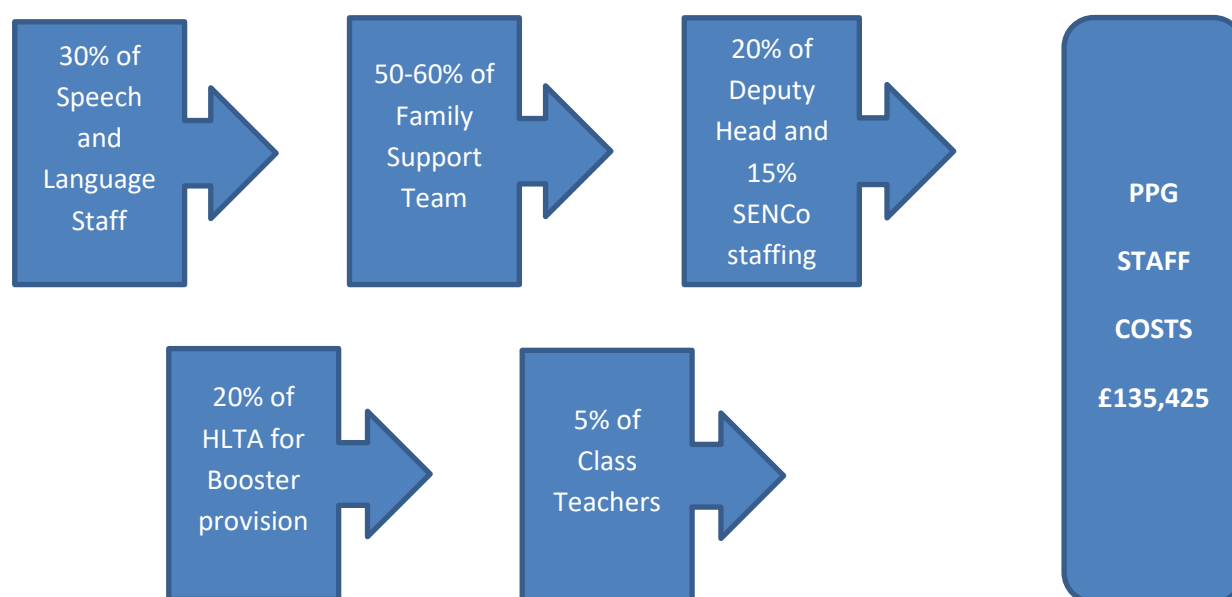 30% of
Speech
and
Language
Staff
50-60% of
Family
Support
Team
20% of
Deputy
Head and
15%
SENCo
staffing
PPG
STAFF
COSTS
£135,425
20% of
HLTA for
Booster
provision
5% of
Class
Teachers